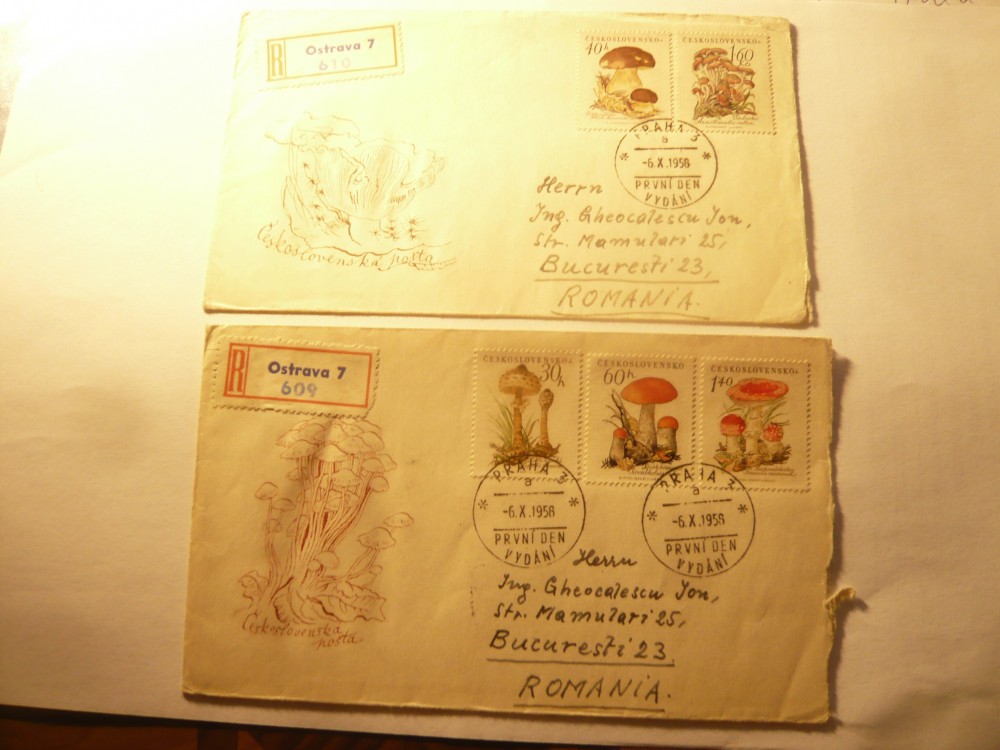 R
Ostrava 7
610
ČESKOSLOVENSKO
40h
ČESKOSLOVENSKO
1.60
PRAHA 3
a
-6.X.1958
PRVNÍ DEN
VYDÁNÍ
Československá pošta
Herrn
Ing. Gheocalescu Jon,
Str. Mamulari 25,
Bucuresti 23,
ROMANIA.
R
Ostrava 7
609
ČESKOSLOVENSKO
30h
ČESKOSLOVENSKO
60h
ČESKOSLOVENSKO
1.40
PRAHA 3
a
-6.X.1958
PRVNÍ DEN
VYDÁNÍ
PRAHA 3
a
-6.X.1958
PRVNÍ DEN
VYDÁNÍ
Československá
pošta
Herrn
Ing. Gheocalescu Jon,
Str. Mamulari 25,
Bucuresti 23,
ROMANIA.